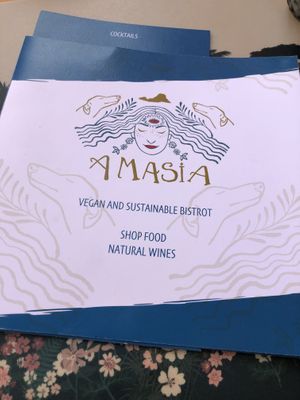 COCKTAILS
AMASiA
VEGAN AND SUSTAINABLE BISTROT
SHOP FOOD
NATURAL WINES